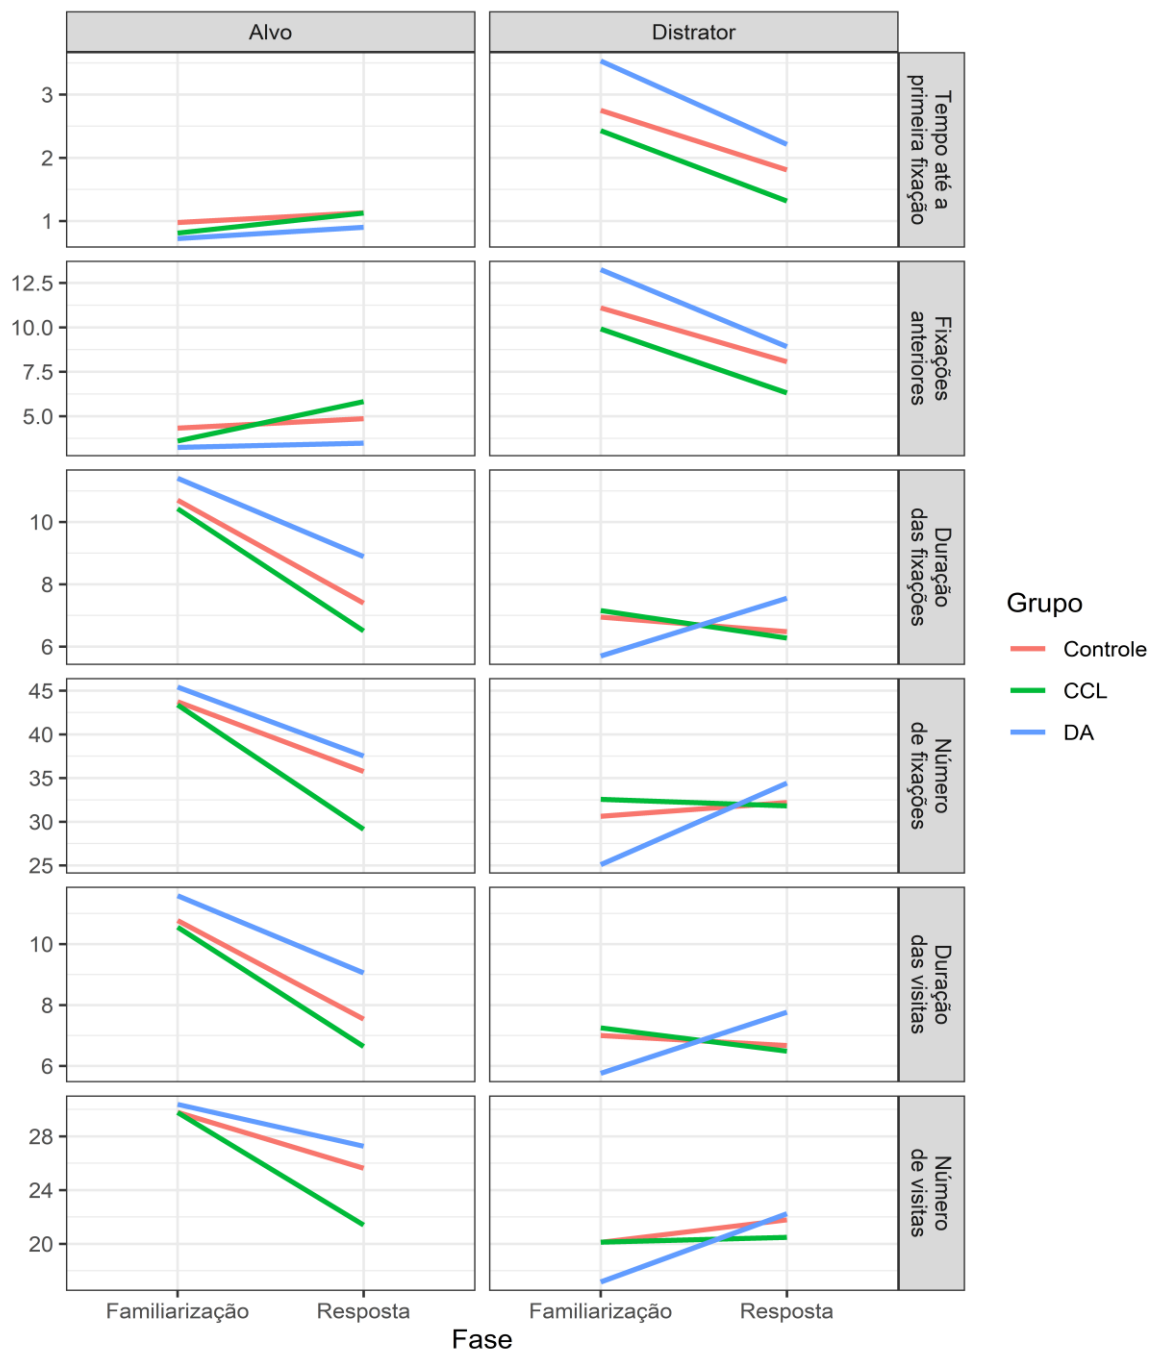 Alvo
Distrator
3
2
1
Tempo até a
primeira fixação
12.5
10.0
7.5
5.0
Fixações
anteriores
10
8
6
Duração
das fixações
45
40
35
30
25
Número
de fixações
10
8
6
Duração
das visitas
28
24
20
Número
de visitas
Familiarização
Resposta
Familiarização
Resposta
Fase
Grupo
Controle
CCL
DA